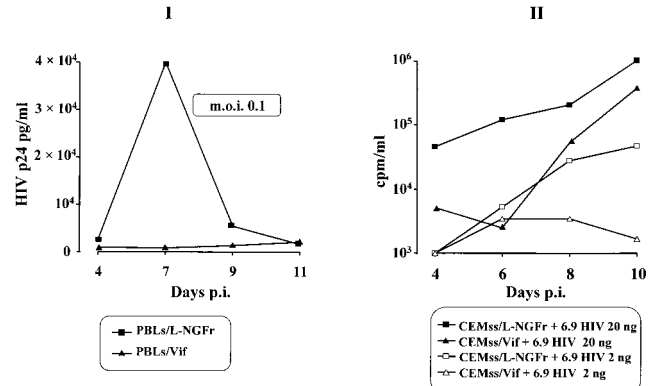 I
HIV p24 pg/ml
4 × 10⁴
3 × 10⁴
2 × 10⁴
10⁴
0
m.o.i. 0.1
4 7 9 11
Days p.i.
PBLs/L-NGFr
PBLs/Vif
II
cpm/ml
10⁶
10⁵
10⁴
10³
4 6 8 10
Days p.i.
CEMss/L-NGFr + 6.9 HIV 20 ng
CEMss/Vif + 6.9 HIV 20 ng
CEMss/L-NGFr + 6.9 HIV 2 ng
CEMss/Vif + 6.9 HIV 2 ng